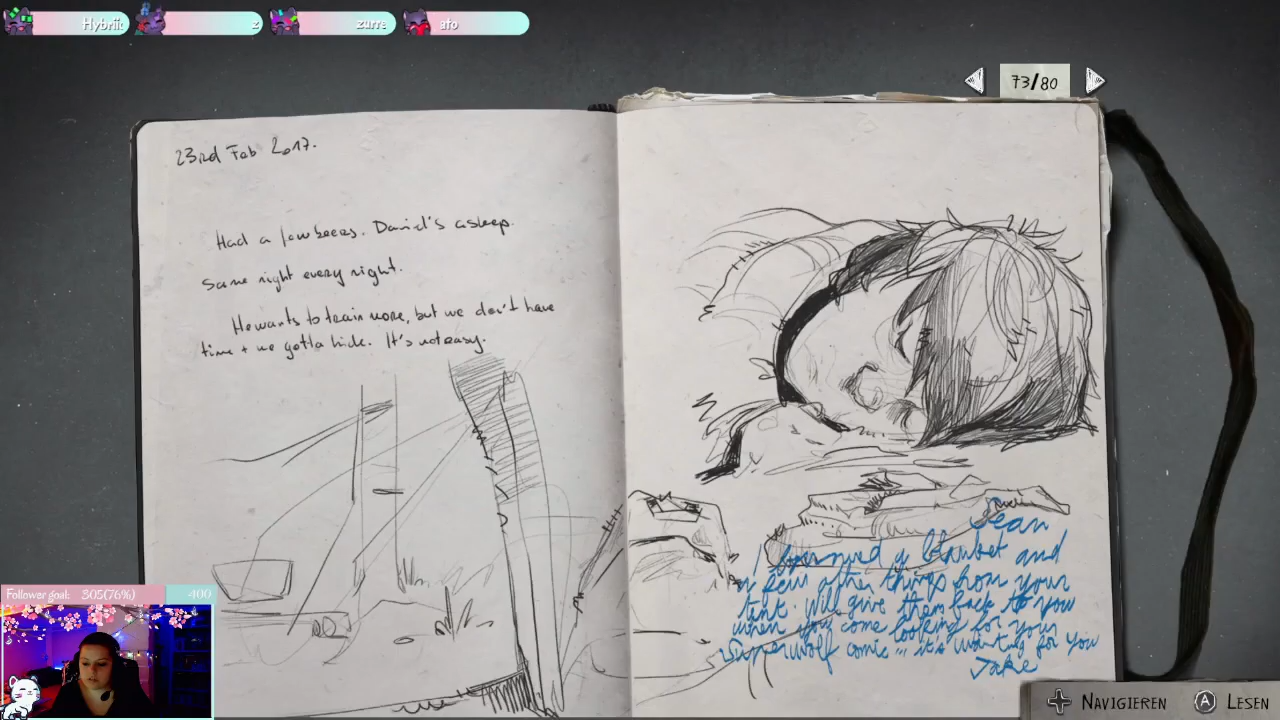 Hybrii
z
zurre
ato
73/80
23rd Feb 2017.
Had a few beers. Daniel's asleep.
Same night every night.
He wants to train more, but we don't have
time + we gotta hide. It's not easy.
Sean
I borrowed a blanket and
a few other things from your
tent. Will give them back to you
when you come looking for your
Superwolf comic... it's waiting for you
Jake
Follower goal: 305(76%) 400
NAVIGIEREN
A LESEN